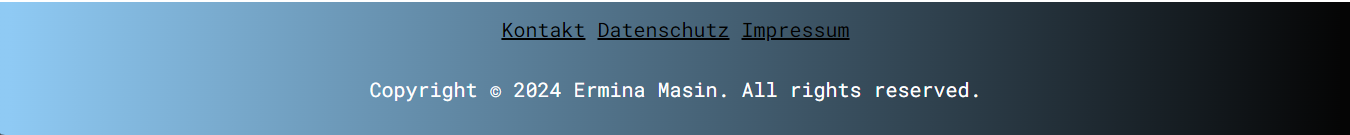 Kontakt Datenschutz Impressum
Copyright © 2024 Ermina Masin. All rights reserved.